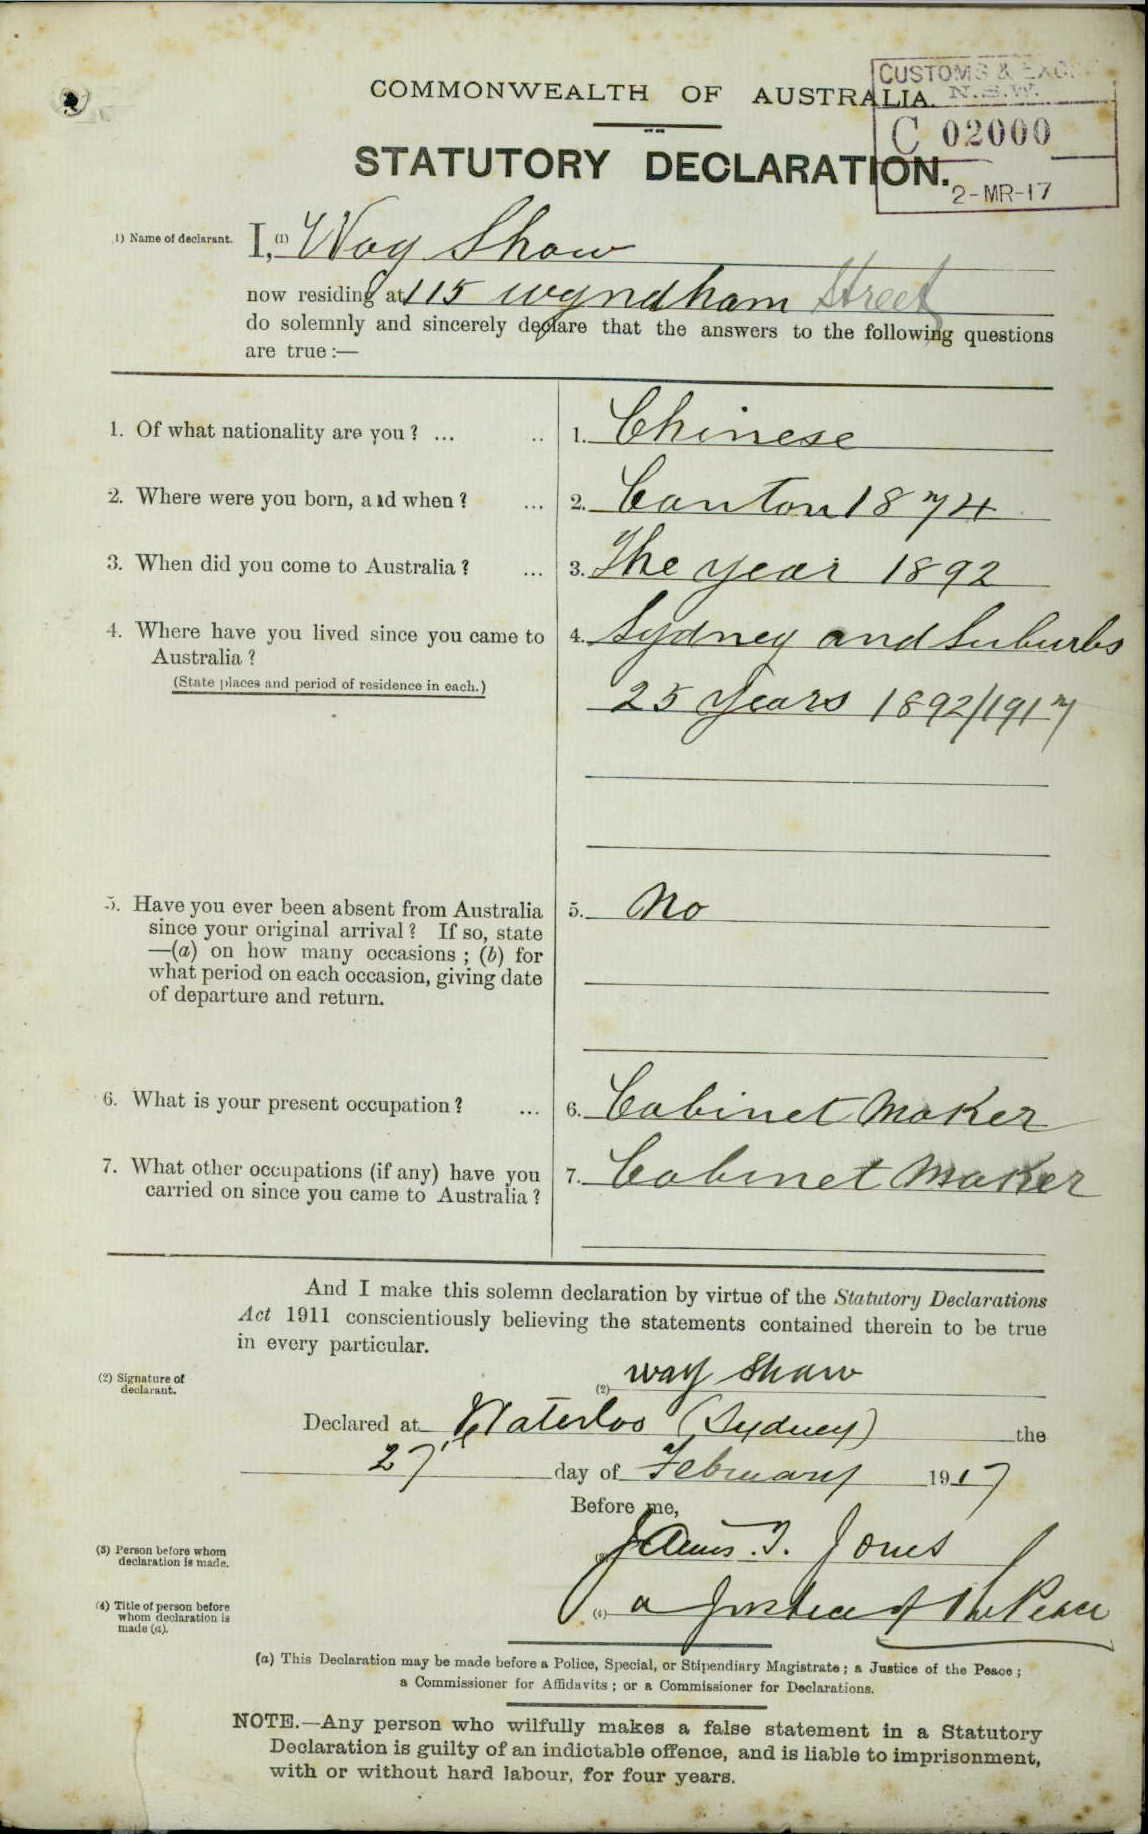 COMMONWEALTH OF AUSTRALIA.
CUSTOMS & EXC
N.S.W.
C 02000
2-MR-17
STATUTORY DECLARATION.
(1) Name of declarant. I, (1) Way Shaw
now residing at 115 Wyndham Street
do solemnly and sincerely declare that the answers to the following questions
are true :—
1. Of what nationality are you? ... .. 1. Chinese
2. Where were you born, and when? ... 2. Canton 1874
3. When did you come to Australia? ... 3. The year 1892
4. Where have you lived since you came to 4. Sydney and Suburbs
Australia?
(State places and period of residence in each.)
25 Years 1892/1917
5. Have you ever been absent from Australia 5. No
since your original arrival? If so, state
—(a) on how many occasions; (b) for
what period on each occasion, giving date
of departure and return.
6. What is your present occupation? ... 6. Cabinet Maker
7. What other occupations (if any) have you 7. Cabinet Maker
carried on since you came to Australia?
And I make this solemn declaration by virtue of the Statutory Declarations
Act 1911 conscientiously believing the statements contained therein to be true
in every particular.
(2) Signature of
declarant.
(2) way Shaw
Declared at Waterloo (Sydney) the
27 day of February 1917
Before me,
(3) Person before whom
declaration is made.
(3) James T. Jones
(4) Title of person before
whom declaration is
made (a).
(4) a Justice of the Peace
(a) This Declaration may be made before a Police, Special, or Stipendiary Magistrate; a Justice of the Peace;
a Commissioner for Affidavits; or a Commissioner for Declarations.
NOTE.—Any person who wilfully makes a false statement in a Statutory
Declaration is guilty of an indictable offence, and is liable to imprisonment,
with or without hard labour, for four years.